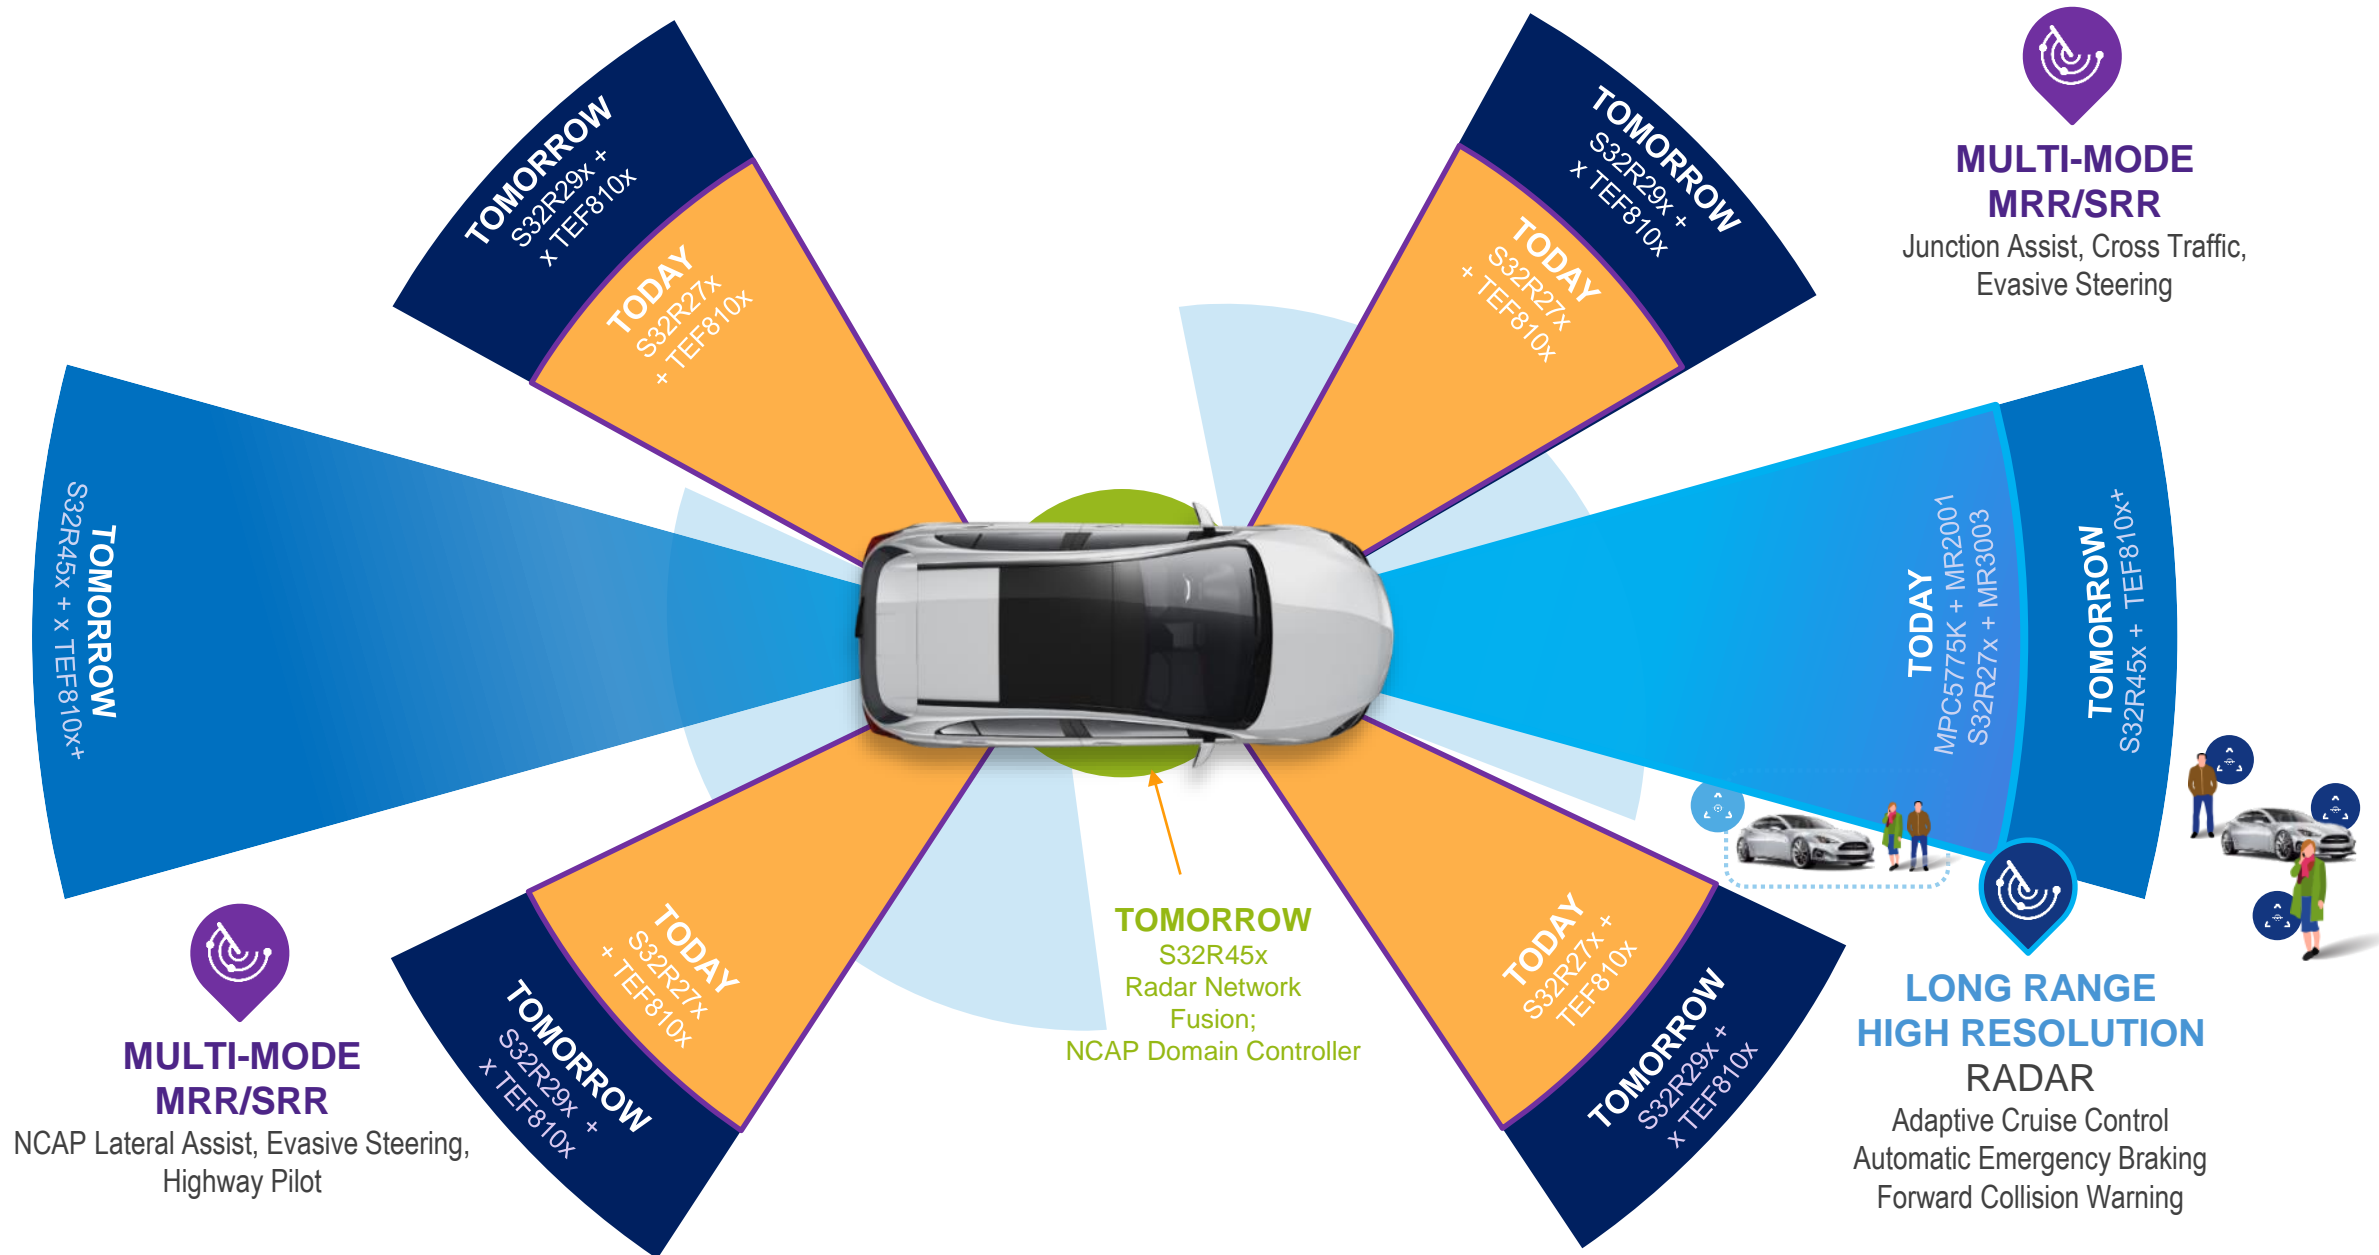 TOMORROW
S32R29x +
x TEF810x
TODAY
S32R27x
+ TEF810x
TOMORROW
S32R29x +
x TEF810x
TODAY
S32R27x
+ TEF810x
MULTI-MODE
MRR/SRR
Junction Assist, Cross Traffic,
Evasive Steering
TOMORROW
S32R45x + x TEF810x+
TODAY
MPC5775K + MR2001
S32R27x + MR3003
TOMORROW
S32R45x + TEF810x+
MULTI-MODE
MRR/SRR
NCAP Lateral Assist, Evasive Steering,
Highway Pilot
TODAY
S32R27x
+ TEF810x
TOMORROW
S32R29x +
x TEF810x
TOMORROW
S32R45x
Radar Network
Fusion;
NCAP Domain Controller
TODAY
S32R27x +
TEF810x
TOMORROW
S32R29x +
x TEF810x
LONG RANGE
HIGH RESOLUTION
RADAR
Adaptive Cruise Control
Automatic Emergency Braking
Forward Collision Warning